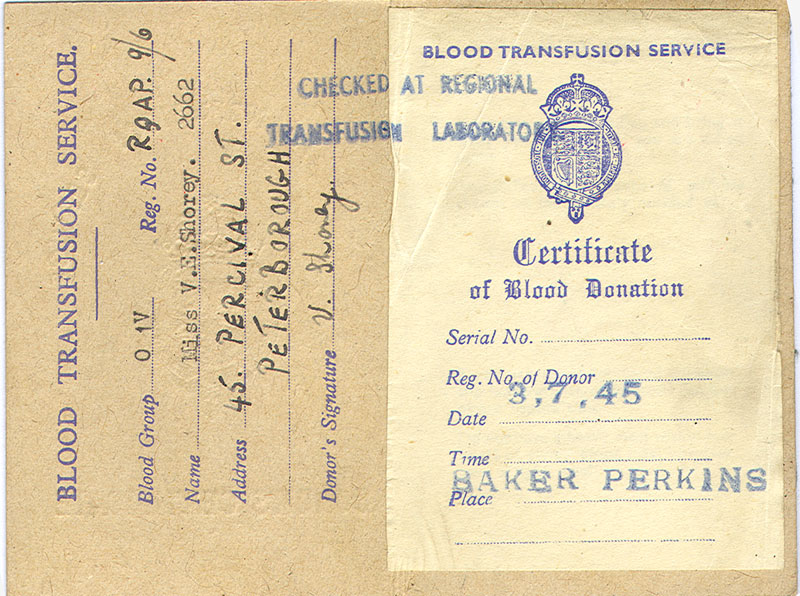 BLOOD TRANSFUSION SERVICE.
Blood Group O IV Reg. No. R9AP. 9/6
Name Miss V.E.Shorey. 2662
Address 45. PERCIVAL ST.
PETERBOROUGH
Donor's Signature V. Shorey
CHECKED AT REGIONAL
TRANSFUSION LABORATORY
BLOOD TRANSFUSION SERVICE
Certificate
of Blood Donation
Serial No.
Reg. No. of Donor
3,7,45
Date
Time
BAKER PERKINS
Place